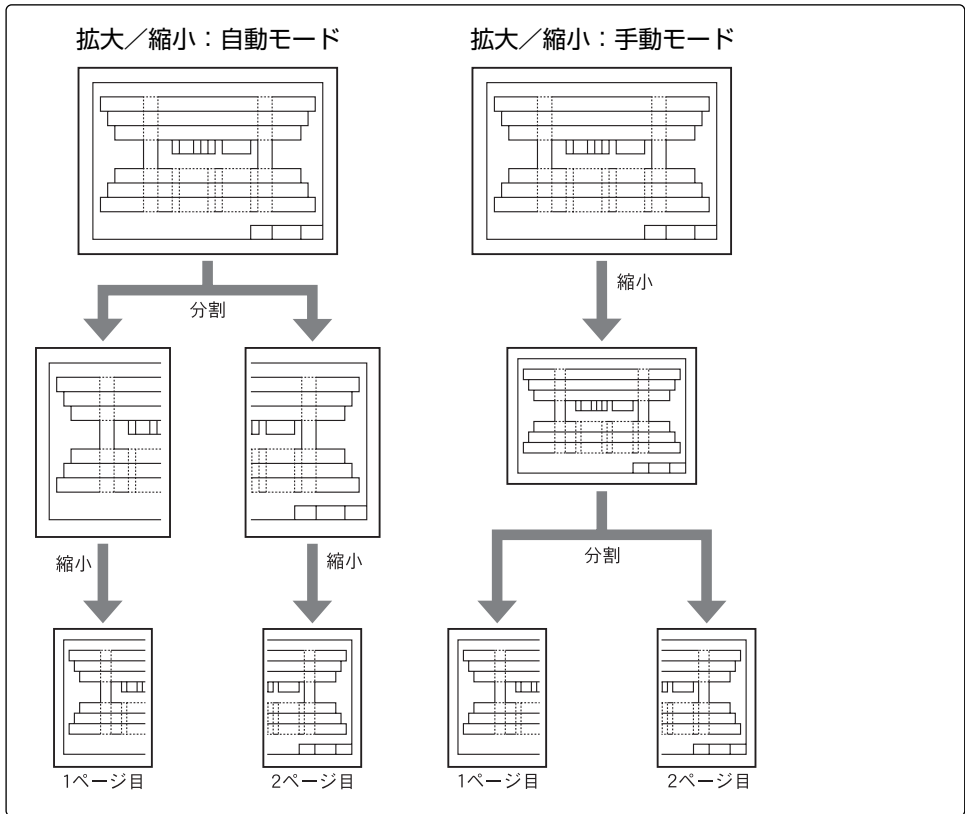 拡大／縮小：自動モード
分割
縮小
縮小
1ページ目
2ページ目
拡大／縮小：手動モード
縮小
分割
1ページ目
2ページ目